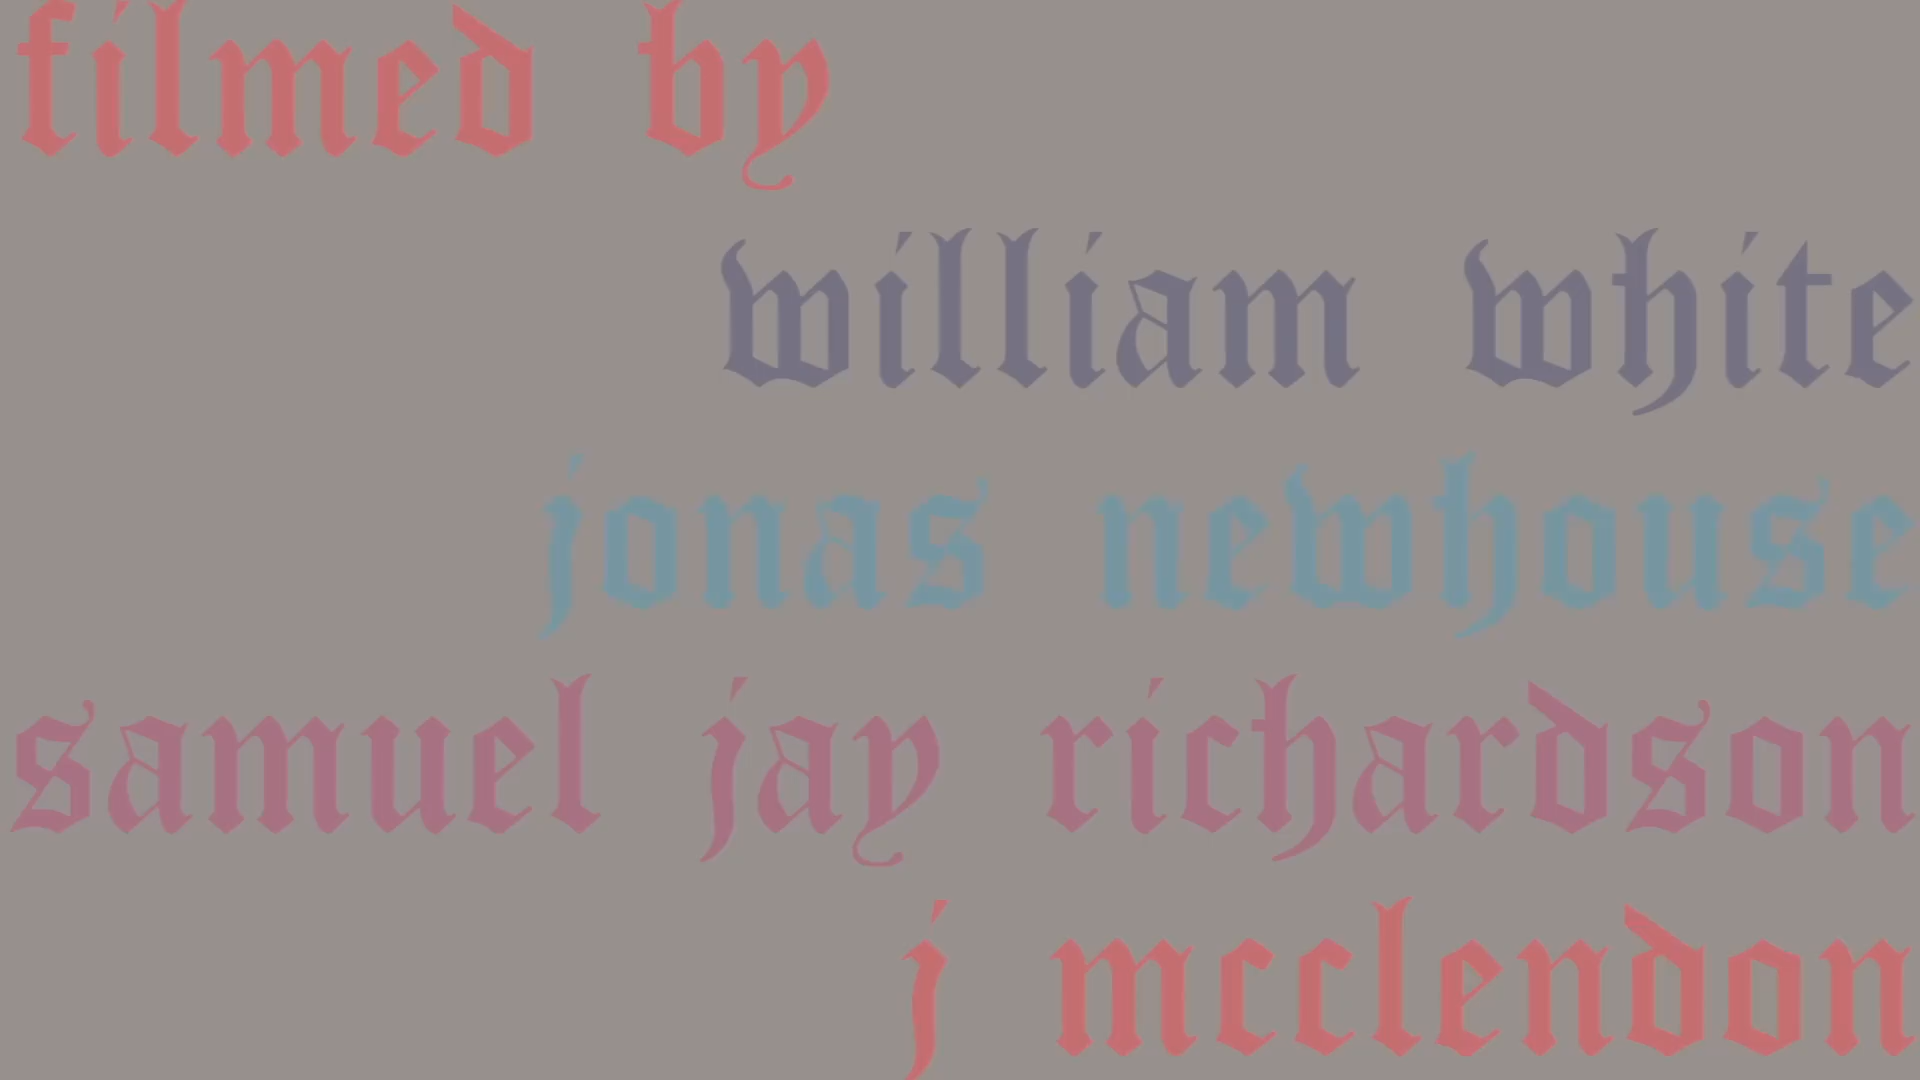 filmed by
william white
jonas newhouse
samuel jay richardson
j mcclendon